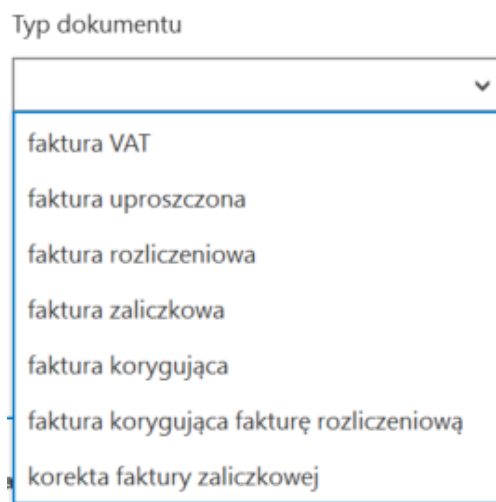 Typ dokumentu
faktura VAT
faktura uproszczona
faktura rozliczeniowa
faktura zaliczkowa
faktura korygująca
faktura korygująca fakturę rozliczeniową
korekta faktury zaliczkowej